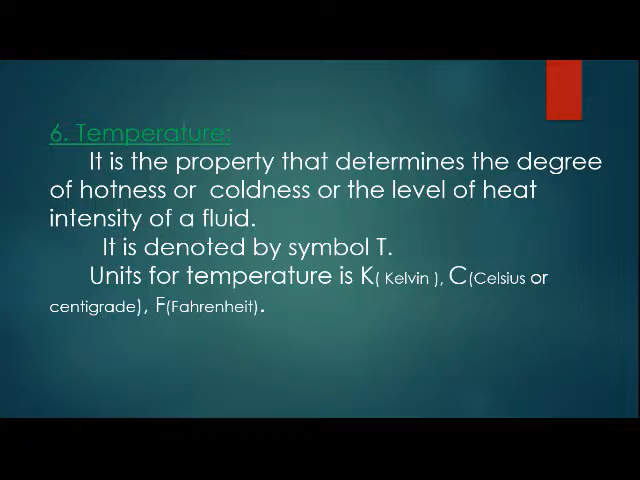 6. Temperature:
It is the property that determines the degree
of hotness or coldness or the level of heat
intensity of a fluid.
It is denoted by symbol T.
Units for temperature is K( Kelvin ), C(Celsius or
centigrade), F(Fahrenheit).